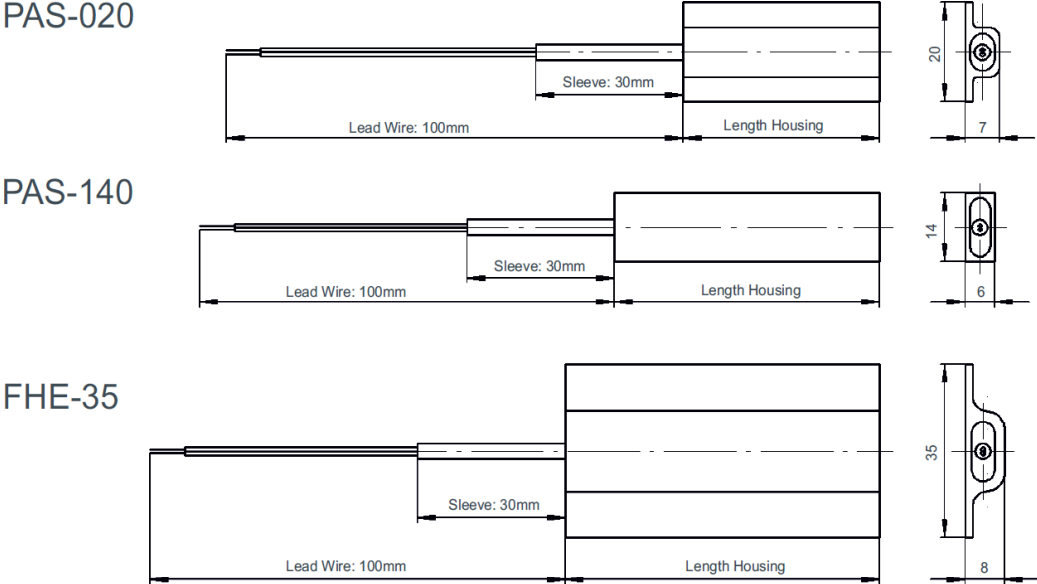 PAS-020
20
Sleeve: 30mm
Lead Wire: 100mm
Length Housing
7
PAS-140
14
Sleeve: 30mm
Lead Wire: 100mm
Length Housing
6
FHE-35
35
Sleeve: 30mm
Lead Wire: 100mm
Length Housing
8